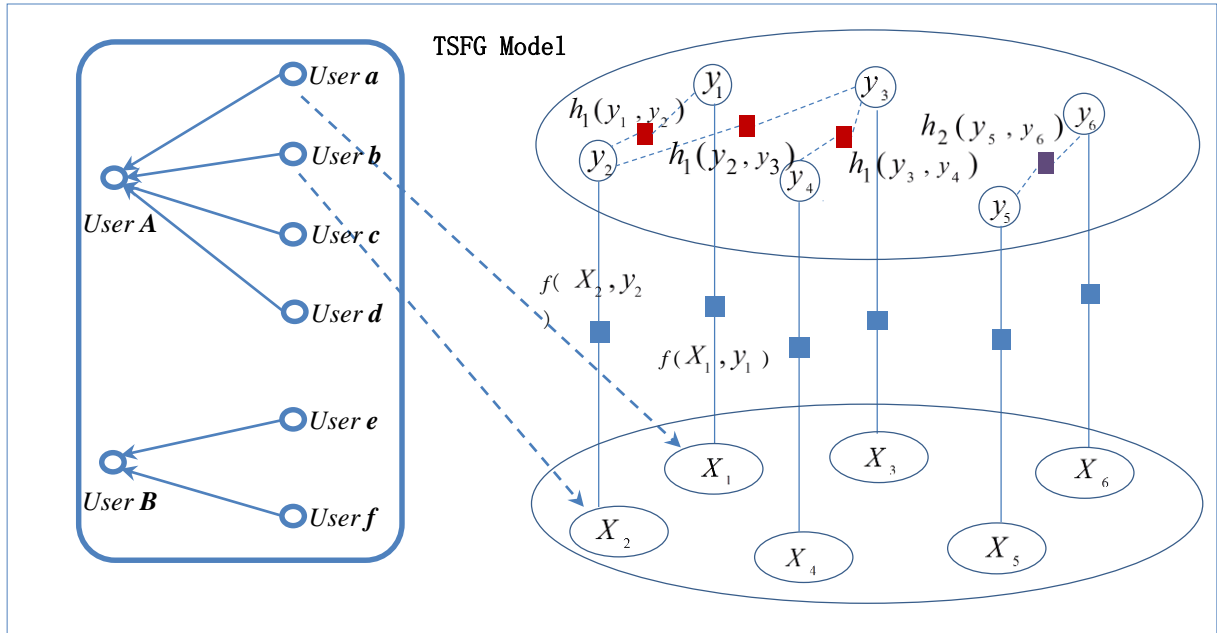 TSFG Model
User a
User b
User A
User c
User d
User e
User B
User f
y1
y3
y6
h1(y1, y2)
h2(y5, y6)
y2
h1(y2, y3)
y4
h1(y3, y4)
y5
f( X2, y2
)
f(X1, y1)
X1
X3
X6
X2
X4
X5